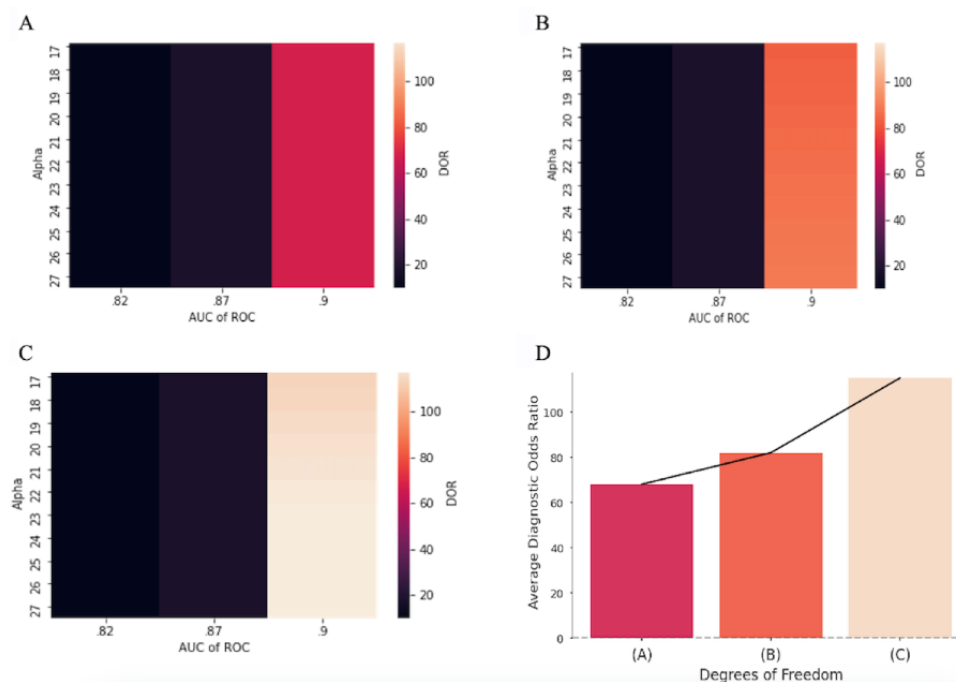 A
Alpha
17
18
19
20
21
22
23
24
25
26
27
.82 .87 .9
AUC of ROC
100
80
60
40
20
DOR
B
Alpha
17
18
19
20
21
22
23
24
25
26
27
.82 .87 .9
AUC of ROC
100
80
60
40
20
DOR
C
Alpha
17
18
19
20
21
22
23
24
25
26
27
.82 .87 .9
AUC of ROC
100
80
60
40
20
DOR
D
Average Diagnostic Odds Ratio
100
80
60
40
20
0
(A) (B) (C)
Degrees of Freedom